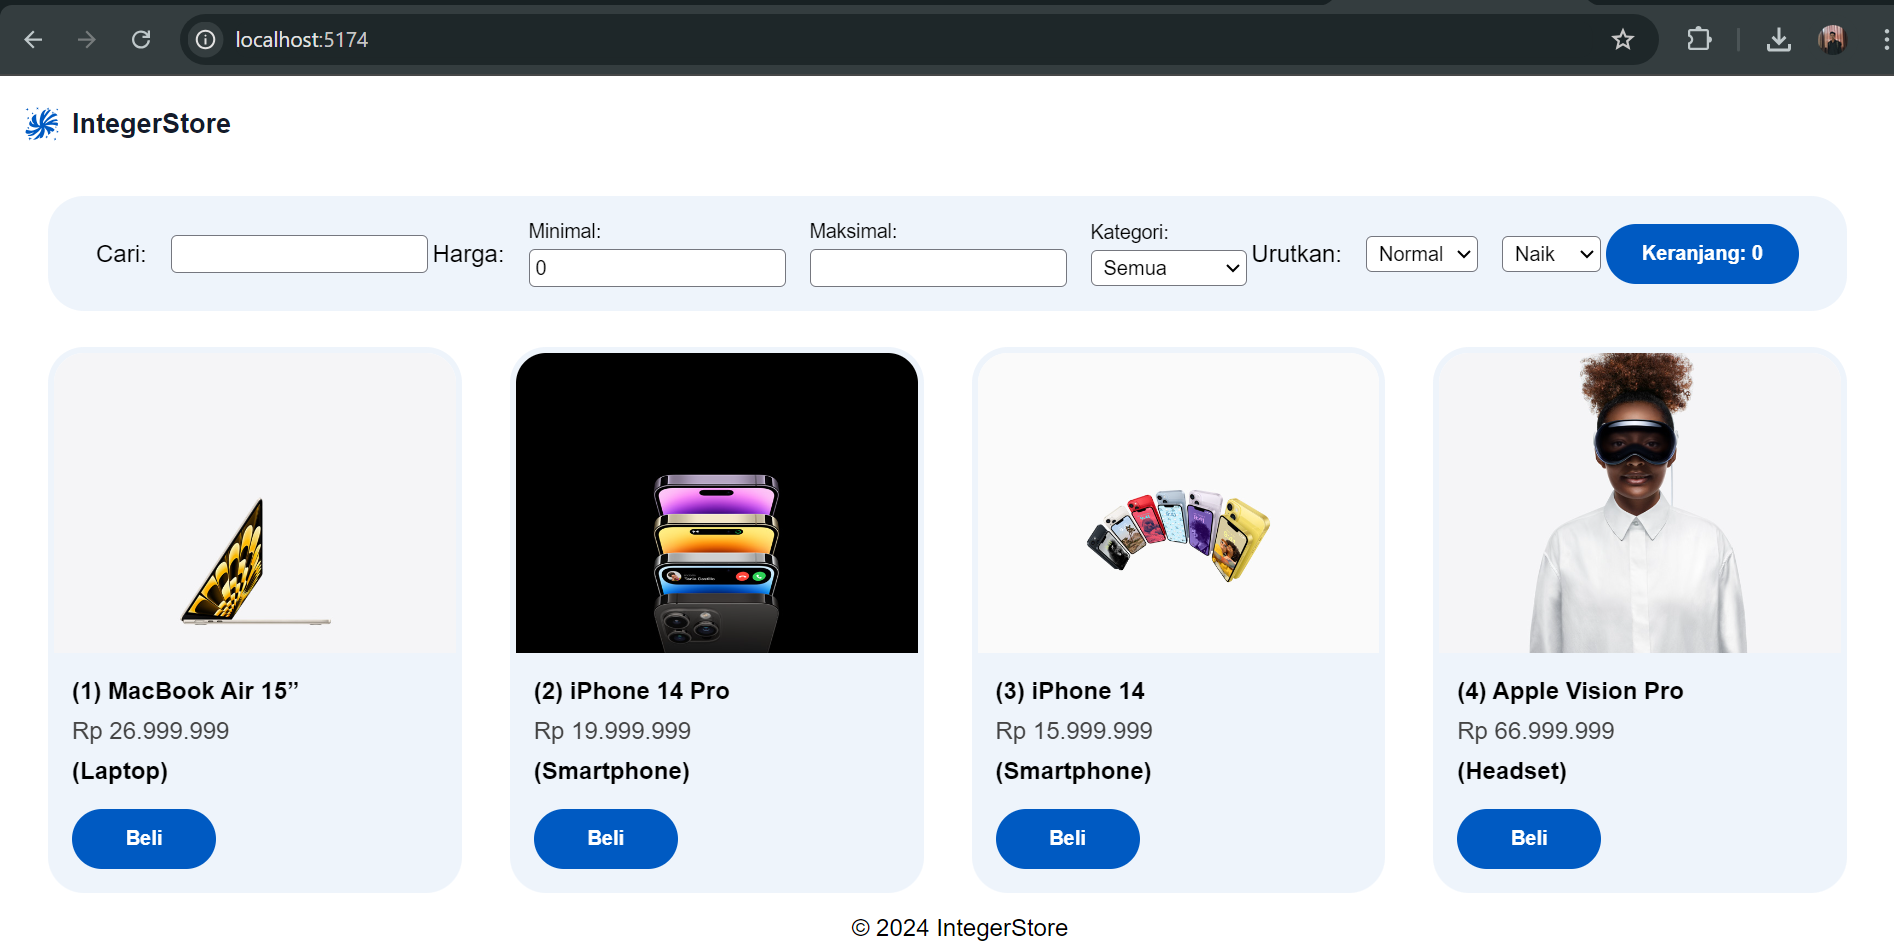 localhost:5174
IntegerStore
Cari:
Harga:
Minimal:
0
Maksimal:
Kategori:
Semua
Urutkan:
Normal
Naik
Keranjang: 0
(1) MacBook Air 15”
Rp 26.999.999
(Laptop)
Beli
(2) iPhone 14 Pro
Rp 19.999.999
(Smartphone)
Beli
(3) iPhone 14
Rp 15.999.999
(Smartphone)
Beli
(4) Apple Vision Pro
Rp 66.999.999
(Headset)
Beli
© 2024 IntegerStore